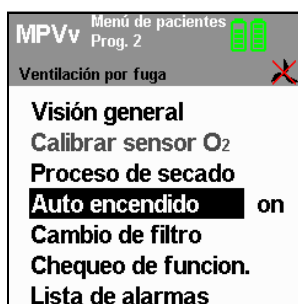 MPVv Menú de pacientes
Prog. 2
Ventilación por fuga
Visión general
Calibrar sensor O₂
Proceso de secado
Auto encendido on
Cambio de filtro
Chequeo de funcion.
Lista de alarmas